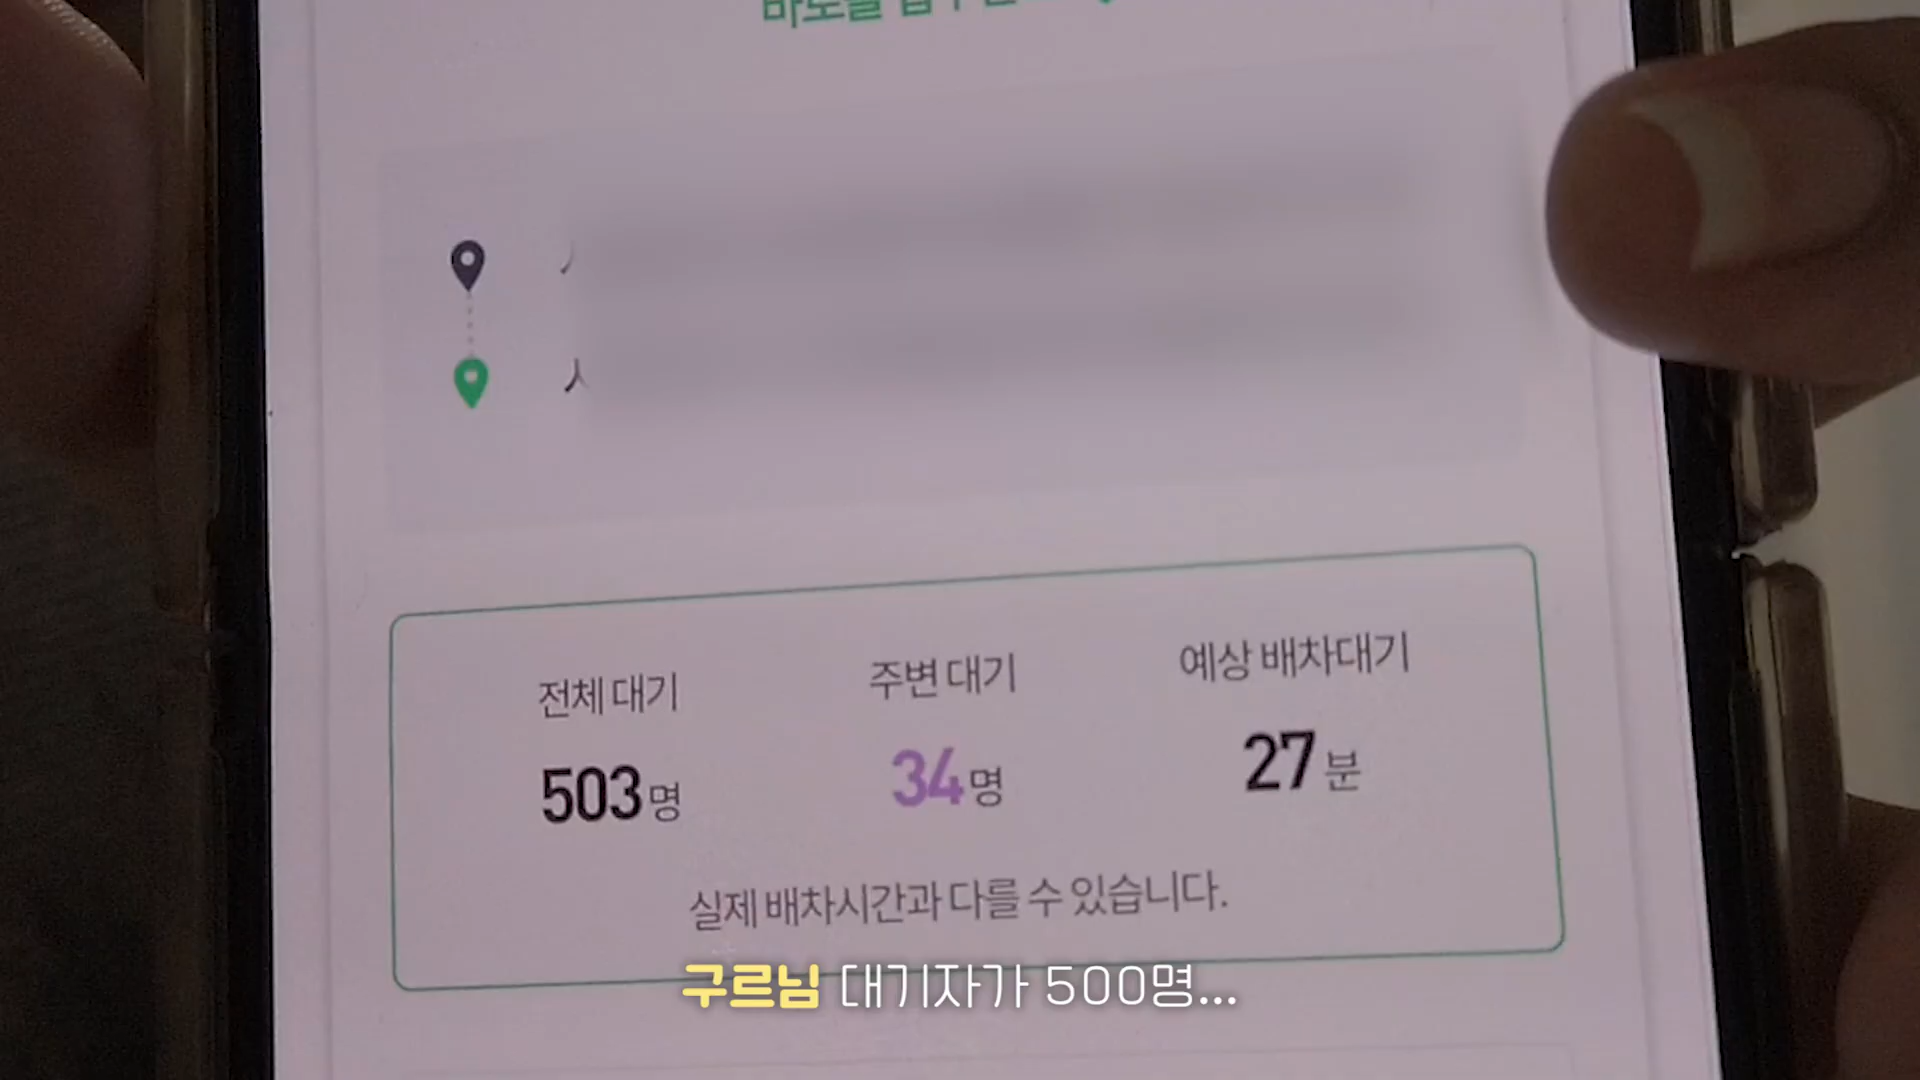 전체 대기 주변 대기 예상 배차대기
503명 34명 27분
실제 배차시간과 다를 수 있습니다.
구르님 대기자가 500명...